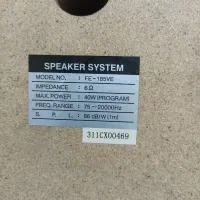 SPEAKER SYSTEM
MODEL NO. : FE-185VE
IMPEDANCE : 6Ω
MAX. POWER : 40W (PROGRAM)
FREQ. RANGE : 75 ~ 20000Hz
S. P. L. : 86 dB/W (1m)
311CX00469